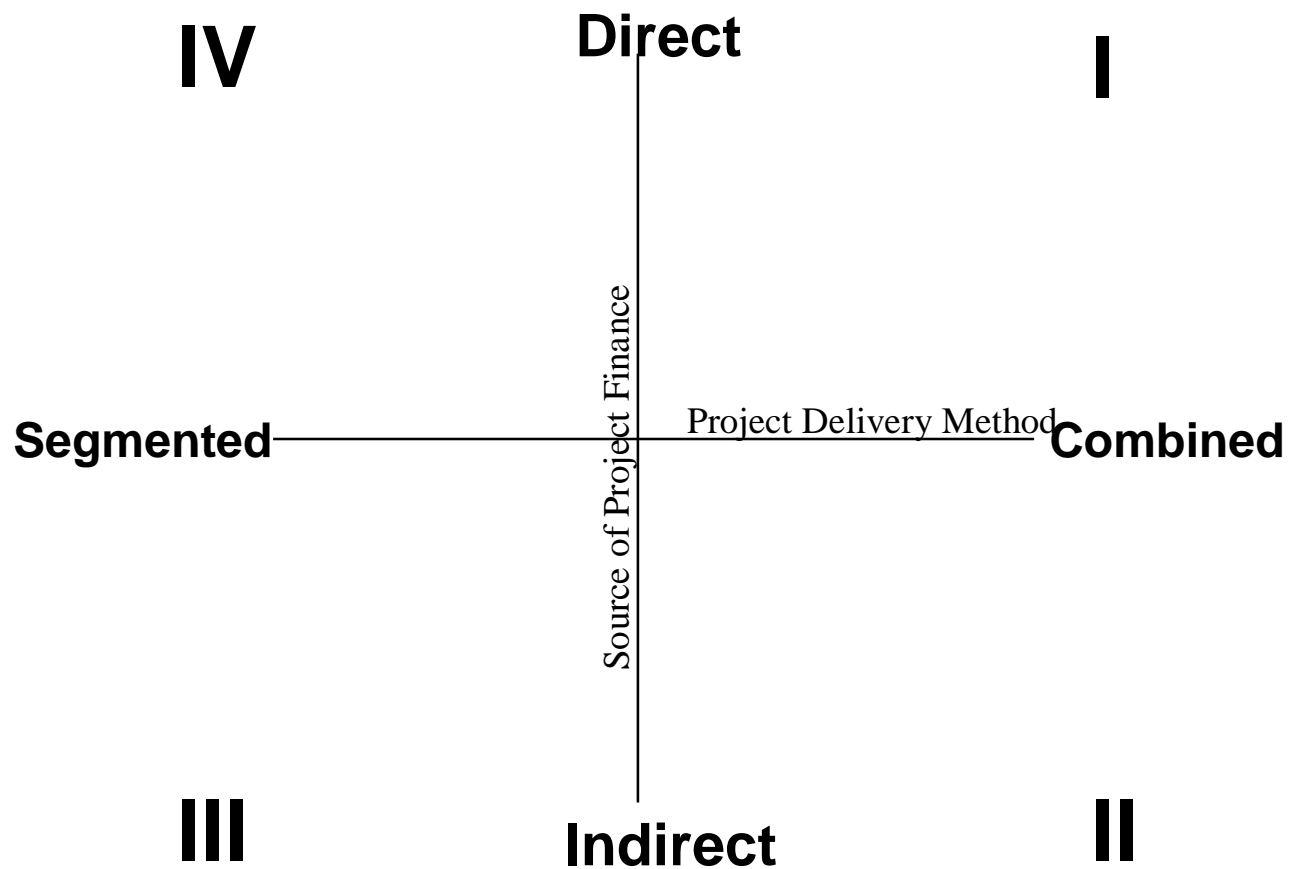 IV
Direct
I
Source of Project Finance
Project Delivery Method
Segmented
Combined
III
Indirect
II